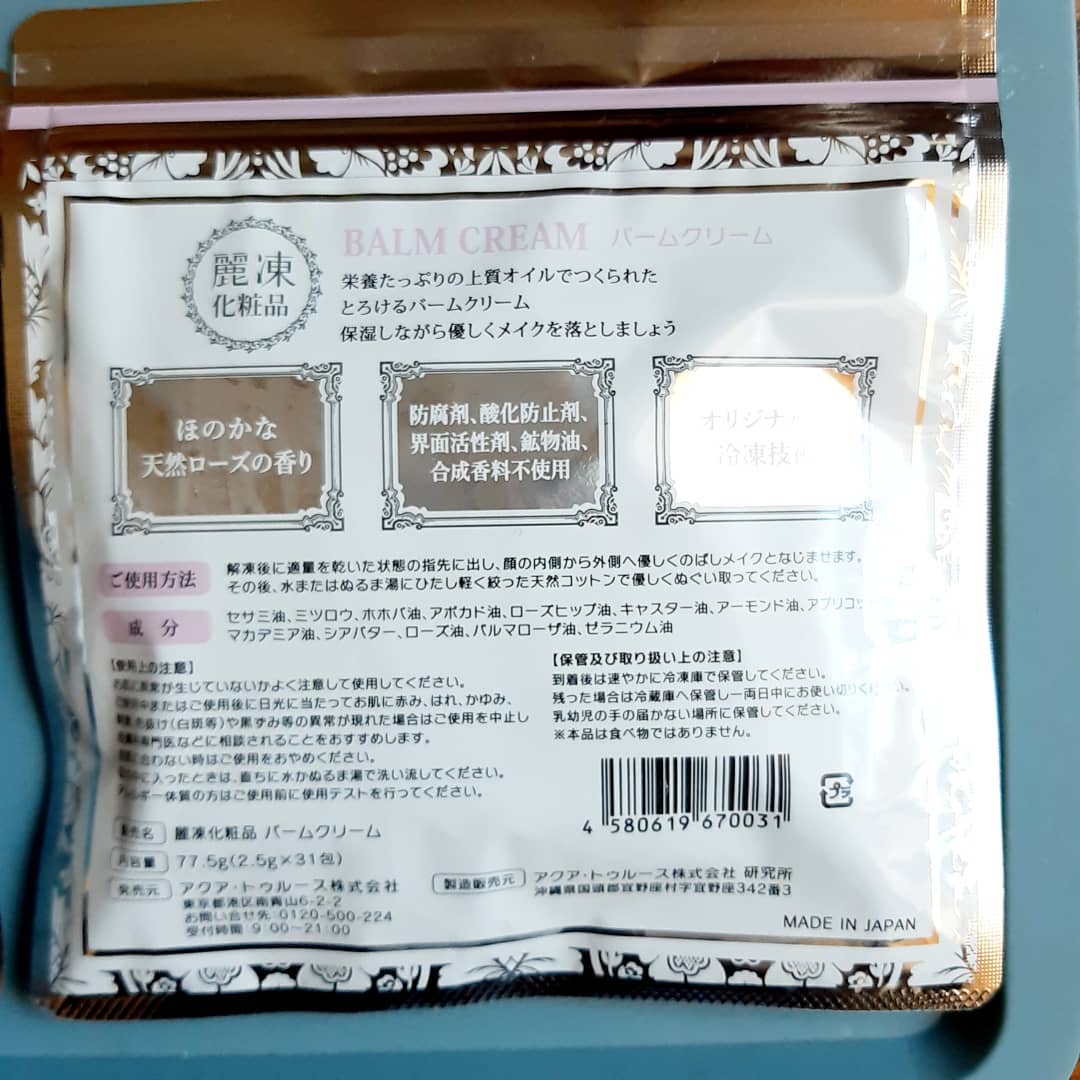 麗凍
化粧品
BALM CREAM バームクリーム
栄養たっぷりの上質オイルでつくられた
とろけるバームクリーム
保湿しながら優しくメイクを落としましょう
ほのかな
天然ローズの香り
防腐剤、酸化防止剤、
界面活性剤、鉱物油、
合成香料不使用
オリジナ
冷凍技
ご使用方法
解凍後に適量を乾いた状態の指先に出し、顔の内側から外側へ優しくのばしメイクとなじませます。
その後、水またはぬるま湯にひたし軽く絞った天然コットンで優しくぬぐい取ってください。
成分
セサミ油、ミツロウ、ホホバ油、アボカド油、ローズヒップ油、キャスター油、アーモンド油、アプリコッ
マカデミア油、シアバター、ローズ油、パルマローザ油、ゼラニウム油
【使用上の注意】
異常が生じていないかよく注意して使用してください。
またはご使用後に日光に当たってお肌に赤み、はれ、かゆみ、
(白斑等)や黒ずみ等の異常が現れた場合はご使用を中止し
専門医などに相談されることをおすすめします。
合わない時はご使用をおやめください。
に入ったときは、直ちに水かぬるま湯で洗い流してください。
アレルギー体質の方はご使用前に使用テストを行ってください。
【保管及び取り扱い上の注意】
到着後は速やかに冷凍庫で保管してください。
残った場合は冷蔵庫へ保管し一両日中にお使い切りください。
乳幼児の手の届かない場所に保管してください。
※本品は食べ物ではありません。
4 580619 670031
プラ
販売名 麗凍化粧品 バームクリーム
内容量 77.5g(2.5g×31包)
発売元 アクア・トゥルース株式会社
東京都港区南青山6-2-2
お問い合せ先:0120-500-224
受付時間:9:00~21:00
製造販売元 アクア・トゥルース株式会社 研究所
沖縄県国頭郡宜野座村字宜野座342番3
MADE IN JAPAN